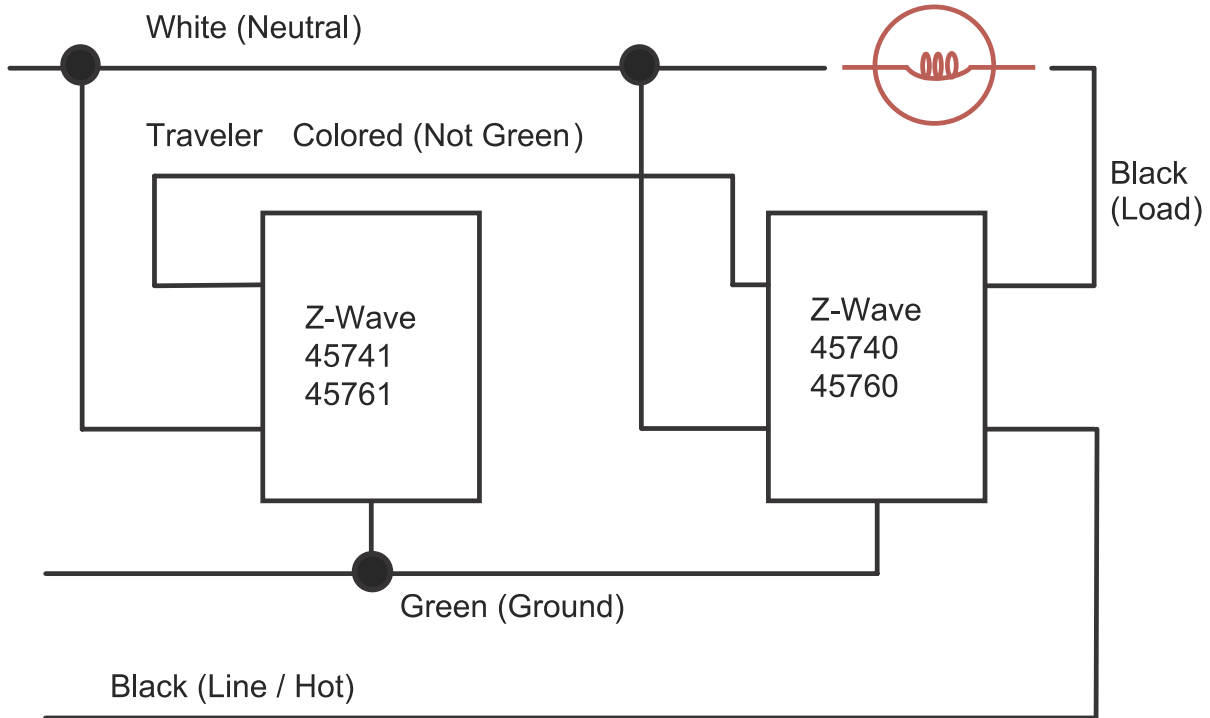 White (Neutral)
Traveler Colored (Not Green)
Black
(Load)
Z-Wave
45741
45761
Z-Wave
45740
45760
Green (Ground)
Black (Line / Hot)